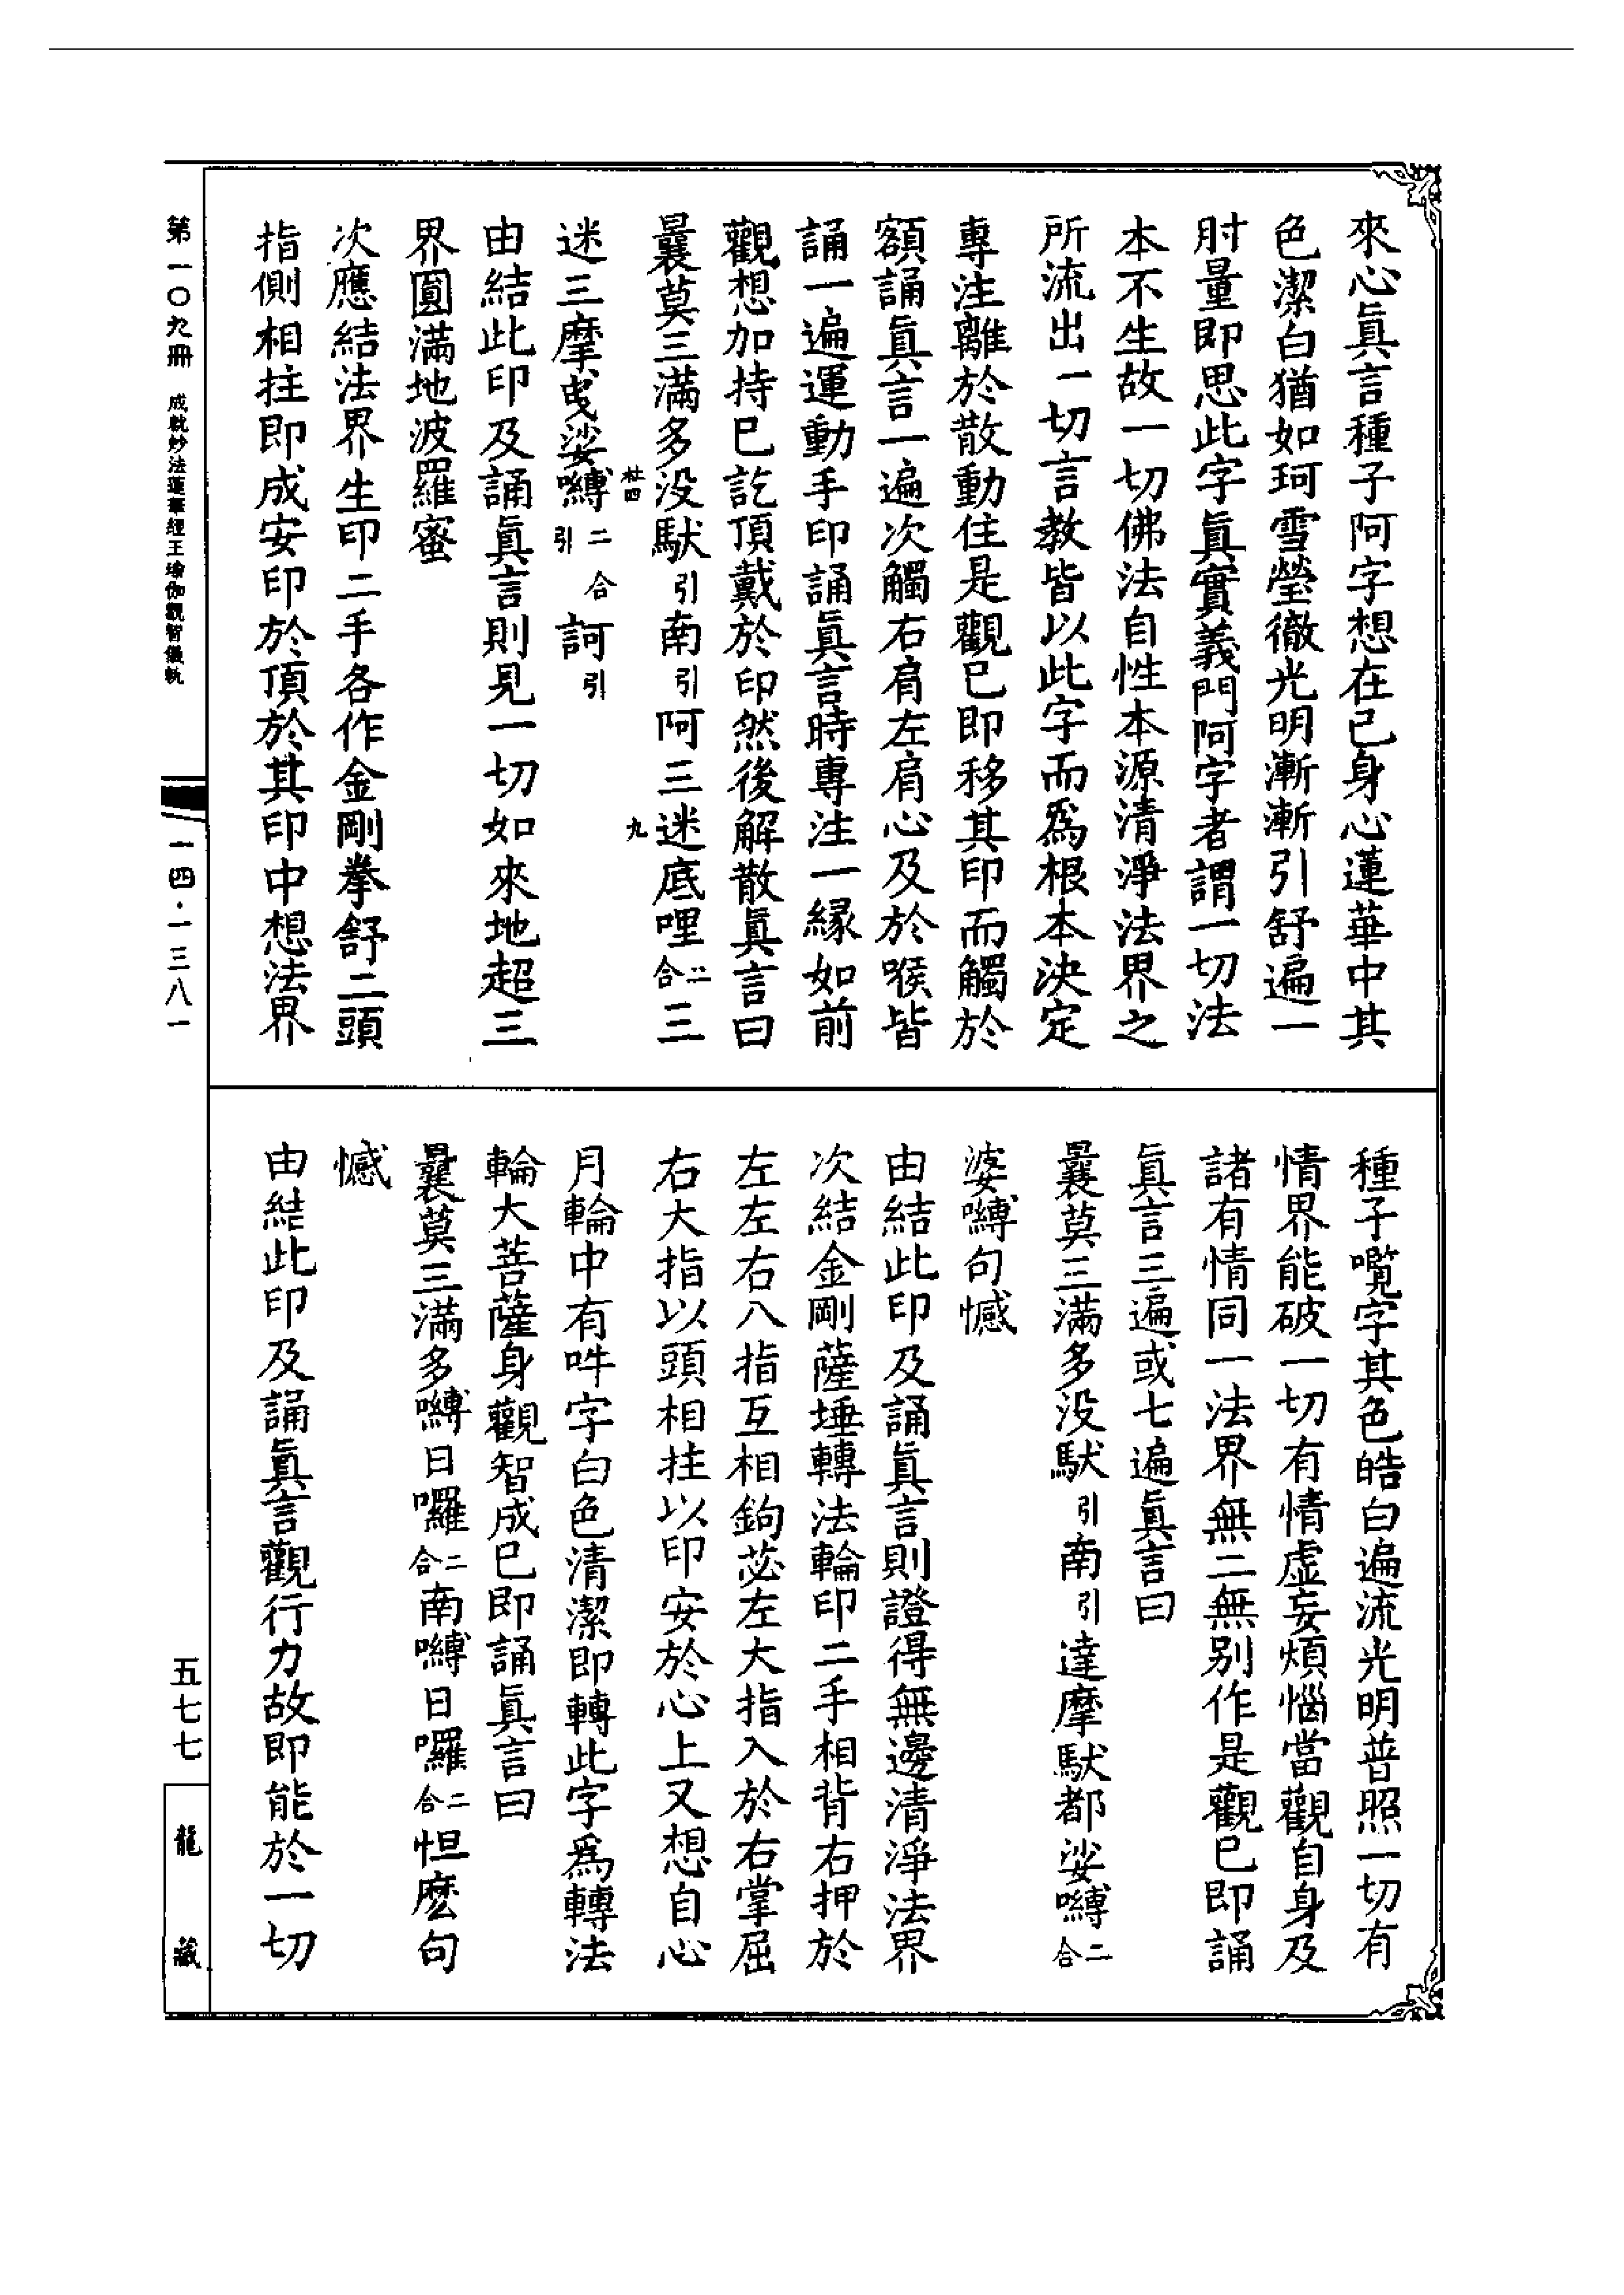 來心眞言種子阿字想在已身心蓮華中其
色潔白猶如珂雪瑩徹光明漸漸引舒遍一
肘量即思此字眞實義門阿字者謂一切法
本不生故一切佛法自性本源清淨法界之
所流出一切言教皆以此字而爲根本決定
專注離於散動住是觀已即移其印而觸於
額誦眞言一遍次觸右肩左肩心及於喉皆
誦一遍運動手印誦眞言時專注一緣如前
觀想加持已訖頂戴於印然後解散眞言曰
曩莫三滿多没馱引南引阿三迷底哩二合三
杜四 九
迷三摩曳娑嚩二合引訶引
由結此印及誦眞言則見一切如來地超三
界圓滿地波羅蜜
次應結法界生印二手各作金剛拳舒二頭
指側相拄即成安印於頂於其印中想法界
種子囕字其色皓白遍流光明普照一切有
情界能破一切有情虛妄煩惱當觀自身及
諸有情同一法界無二無别作是觀已即誦
眞言三遍或七遍眞言曰
曩莫三滿多没馱引南引達摩馱都娑嚩二合
婆嚩句憾
由結此印及誦眞言則證得無邊清淨法界
次結金剛薩埵轉法輪印二手相背右押於
左左右八指互相鉤苾左大指入於右掌屈
右大指以頭相拄以印安於心上又想自心
月輪中有吽字白色清潔即轉此字爲轉法
輪大菩薩身觀智成已即誦眞言曰
曩莫三滿多嚩日囉二合南嚩日囉二合怛麼句
憾
由結此印及誦眞言觀行力故即能於一切
第一〇九冊 成就妙法蓮華經王瑜伽觀智儀軌
一四·一三八一
五七七
龍藏